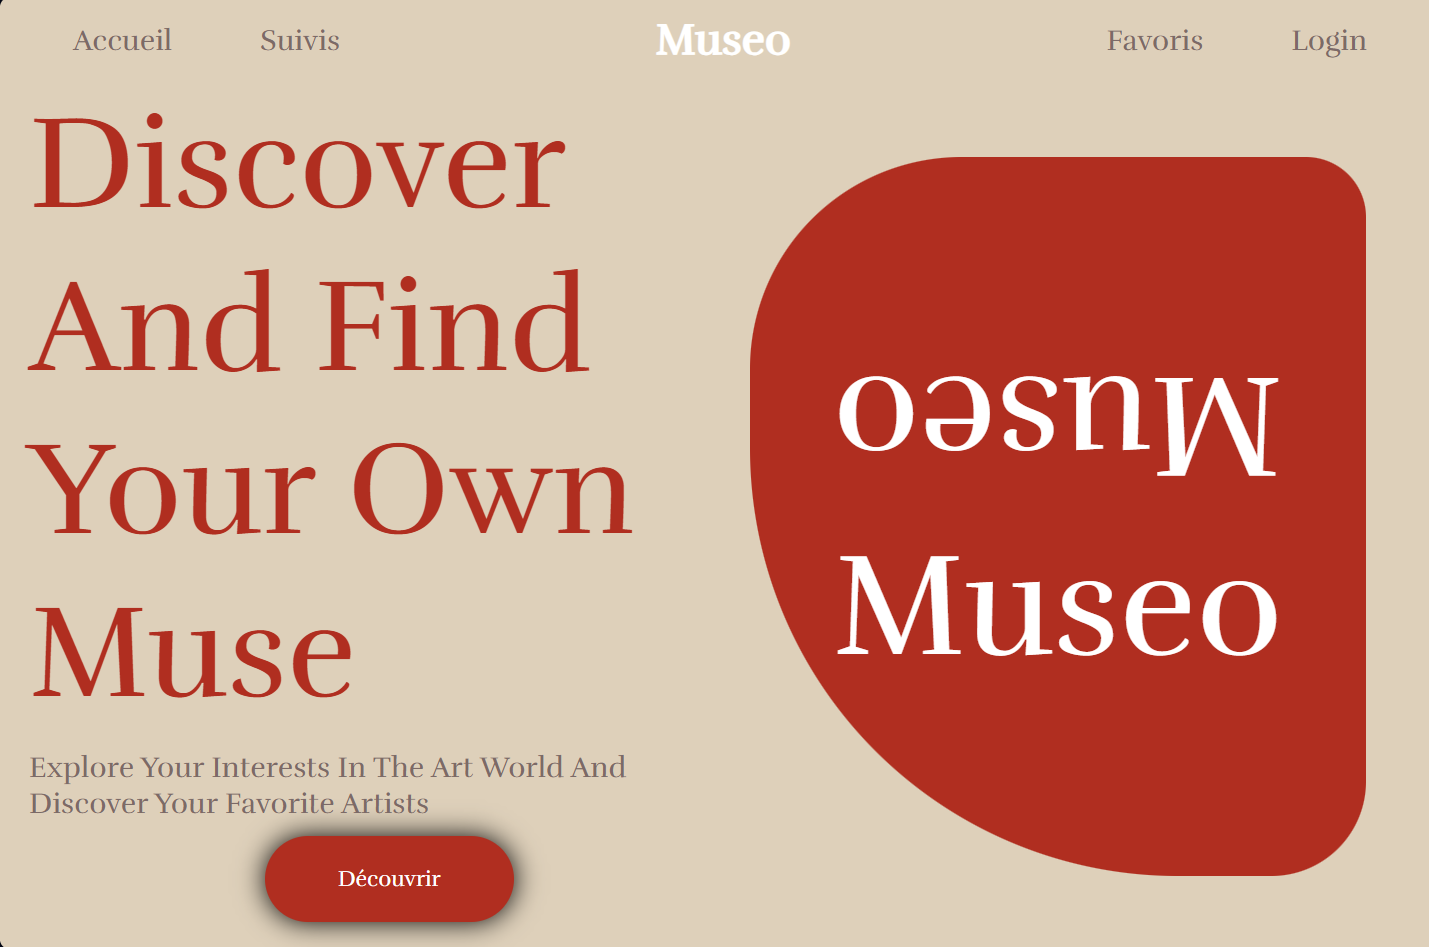 Accueil Suivis Museo Favoris Login
Discover
And Find
Your Own
Muse
Explore Your Interests In The Art World And
Discover Your Favorite Artists
Découvrir
Museo
Museo